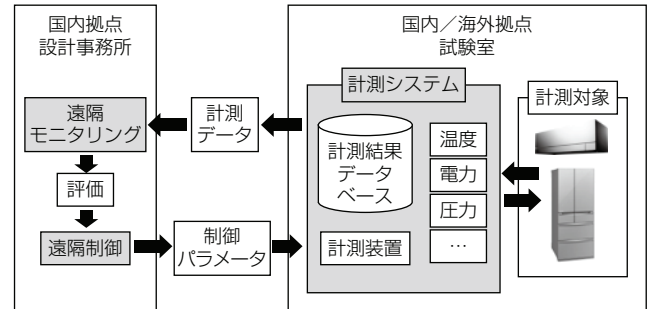 国内拠点
設計事務所
遠隔
モニタリング
評価
遠隔制御
計測
データ
制御
パラメータ
国内／海外拠点
試験室
計測システム
計測結果
データ
ベース
計測装置
温度
電力
圧力
…
計測対象